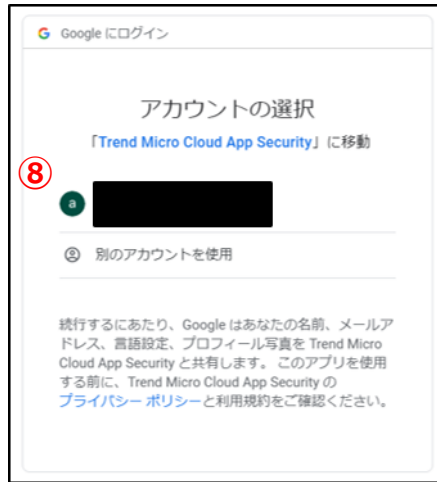 Google にログイン
アカウントの選択
「Trend Micro Cloud App Security」に移動
⑧
a
別のアカウントを使用
続行するにあたり、Google はあなたの名前、メールア
ドレス、言語設定、プロフィール写真を Trend Micro
Cloud App Security と共有します。このアプリを使用
する前に、Trend Micro Cloud App Security の
プライバシー ポリシーと利用規約をご確認ください。